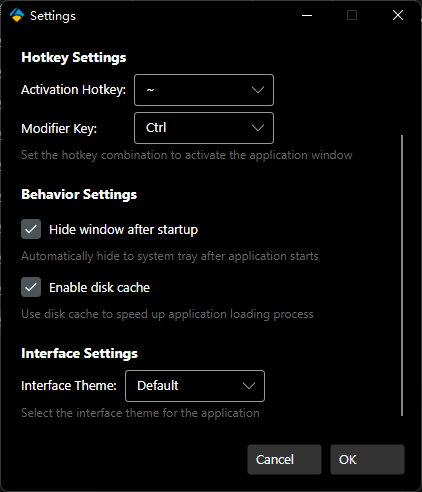 Settings
Hotkey Settings
Activation Hotkey: ~
Modifier Key: Ctrl
Set the hotkey combination to activate the application window
Behavior Settings
Hide window after startup
Automatically hide to system tray after application starts
Enable disk cache
Use disk cache to speed up application loading process
Interface Settings
Interface Theme: Default
Select the interface theme for the application
Cancel OK